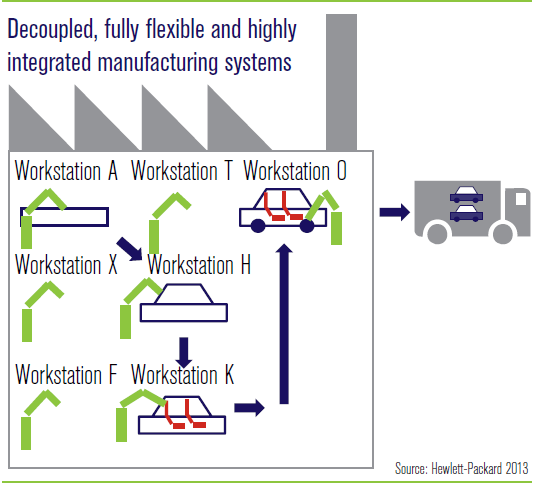 Decoupled, fully flexible and highly
integrated manufacturing systems
Workstation A
Workstation T
Workstation O
Workstation X
Workstation H
Workstation F
Workstation K
Source: Hewlett-Packard 2013